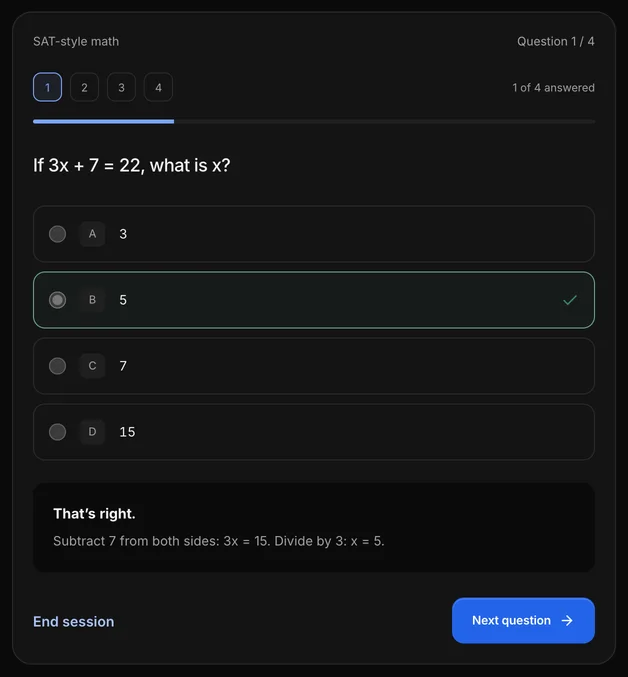 SAT-style math
Question 1 / 4
1 2 3 4
1 of 4 answered
If 3x + 7 = 22, what is x?
A 3
B 5
C 7
D 15
That’s right.
Subtract 7 from both sides: 3x = 15. Divide by 3: x = 5.
End session
Next question →